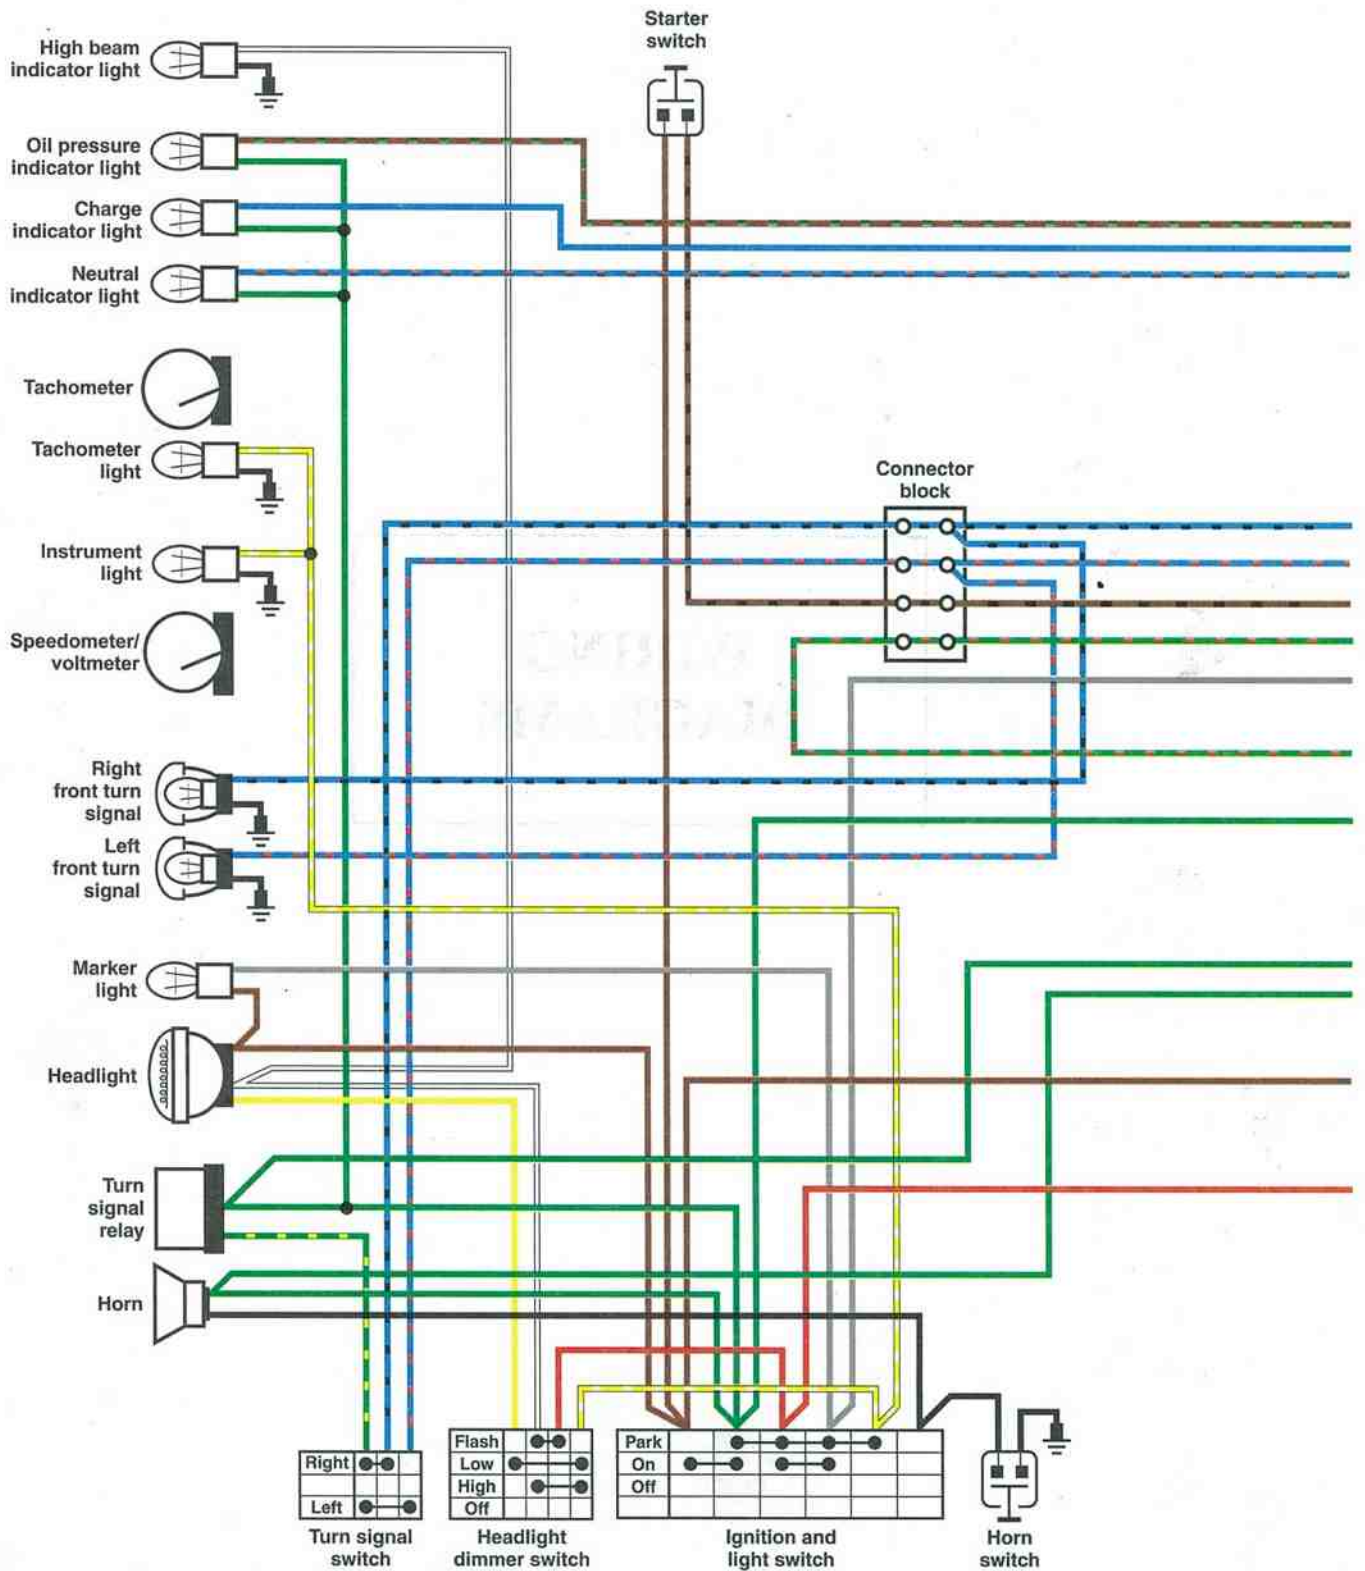 Starter
switch
High beam
indicator light
Oil pressure
indicator light
Charge
indicator light
Neutral
indicator light
Tachometer
Tachometer
light
Connector
block
Instrument
light
Speedometer/
voltmeter
Right
front turn
signal
Left
front turn
signal
Marker
light
Headlight
Turn
signal
relay
Horn
Right
Left
Turn signal
switch
Flash
Low
High
Off
Headlight
dimmer switch
Park
On
Off
Ignition and
light switch
Horn
switch